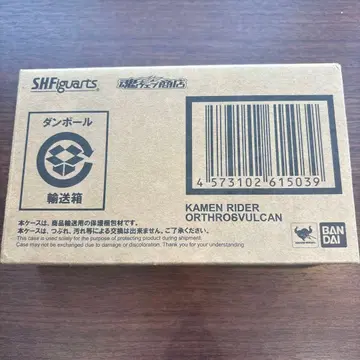 S.H.Figuarts
魂ウェブ商店
ダンボール
輸送箱
4 573102 615039
KAMEN RIDER
ORTHROSVULCAN
本ケースは、商品輸送用の保護梱包材です。
本ケースは、つぶれ、汚れ等による交換は出来ません。ご了承ください。
This case is used solely for the purpose of protecting product during shipment.
Case may not be exchanged due to damage or discoloration. Thank you for your understanding
BAN
DAI